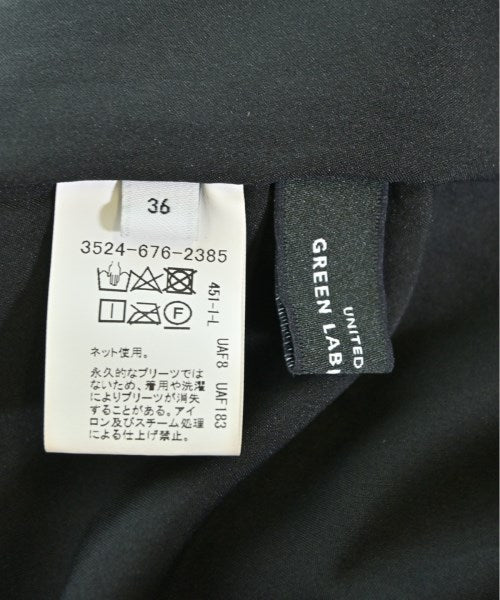 36
3524-676-2385
45I-I-L
UAF8 UAF183
ネット使用。
永久的なプリーツでは
ないため、着用や洗濯
によりプリーツが消失
することがある。アイ
ロン及びスチーム処理
による仕上げ禁止。
UNITED
GREEN LAB